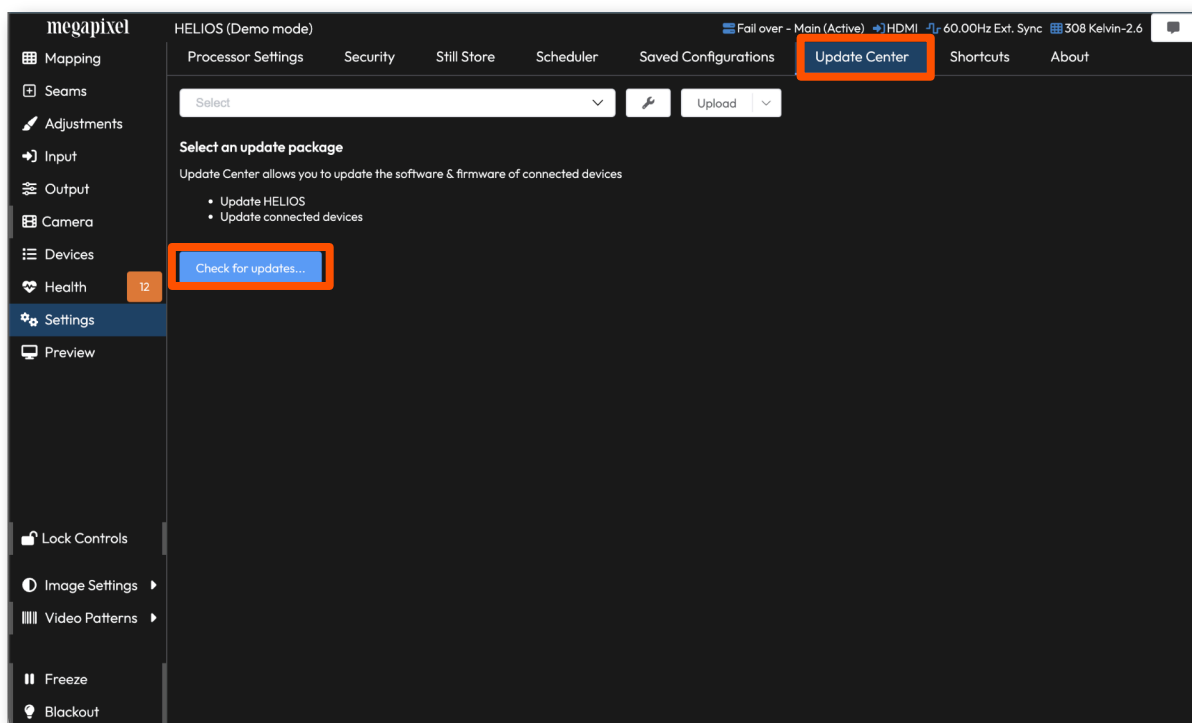 megapixel
HELIOS (Demo mode)
Fail over - Main (Active) HDMI 60.00Hz Ext. Sync 308 Kelvin-2.6
Mapping
Seams
Adjustments
Input
Output
Camera
Devices
Health 12
Settings
Preview
Lock Controls
Image Settings
Video Patterns
Freeze
Blackout
Processor Settings Security Still Store Scheduler Saved Configurations Update Center Shortcuts About
Select Upload
Select an update package
Update Center allows you to update the software & firmware of connected devices
• Update HELIOS
• Update connected devices
Check for updates...